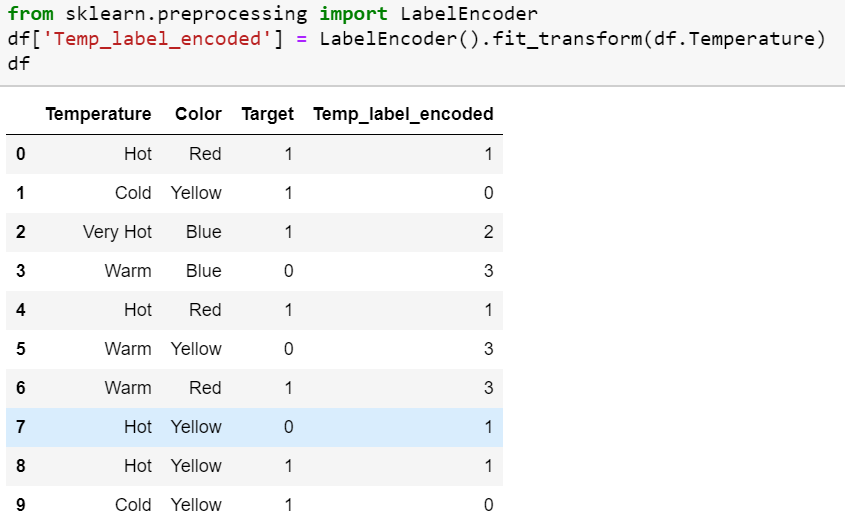 from sklearn.preprocessing import LabelEncoder
df['Temp_label_encoded'] = LabelEncoder().fit_transform(df.Temperature)
df
Temperature Color Target Temp_label_encoded
0 Hot Red 1 1
1 Cold Yellow 1 0
2 Very Hot Blue 1 2
3 Warm Blue 0 3
4 Hot Red 1 1
5 Warm Yellow 0 3
6 Warm Red 1 3
7 Hot Yellow 0 1
8 Hot Yellow 1 1
9 Cold Yellow 1 0